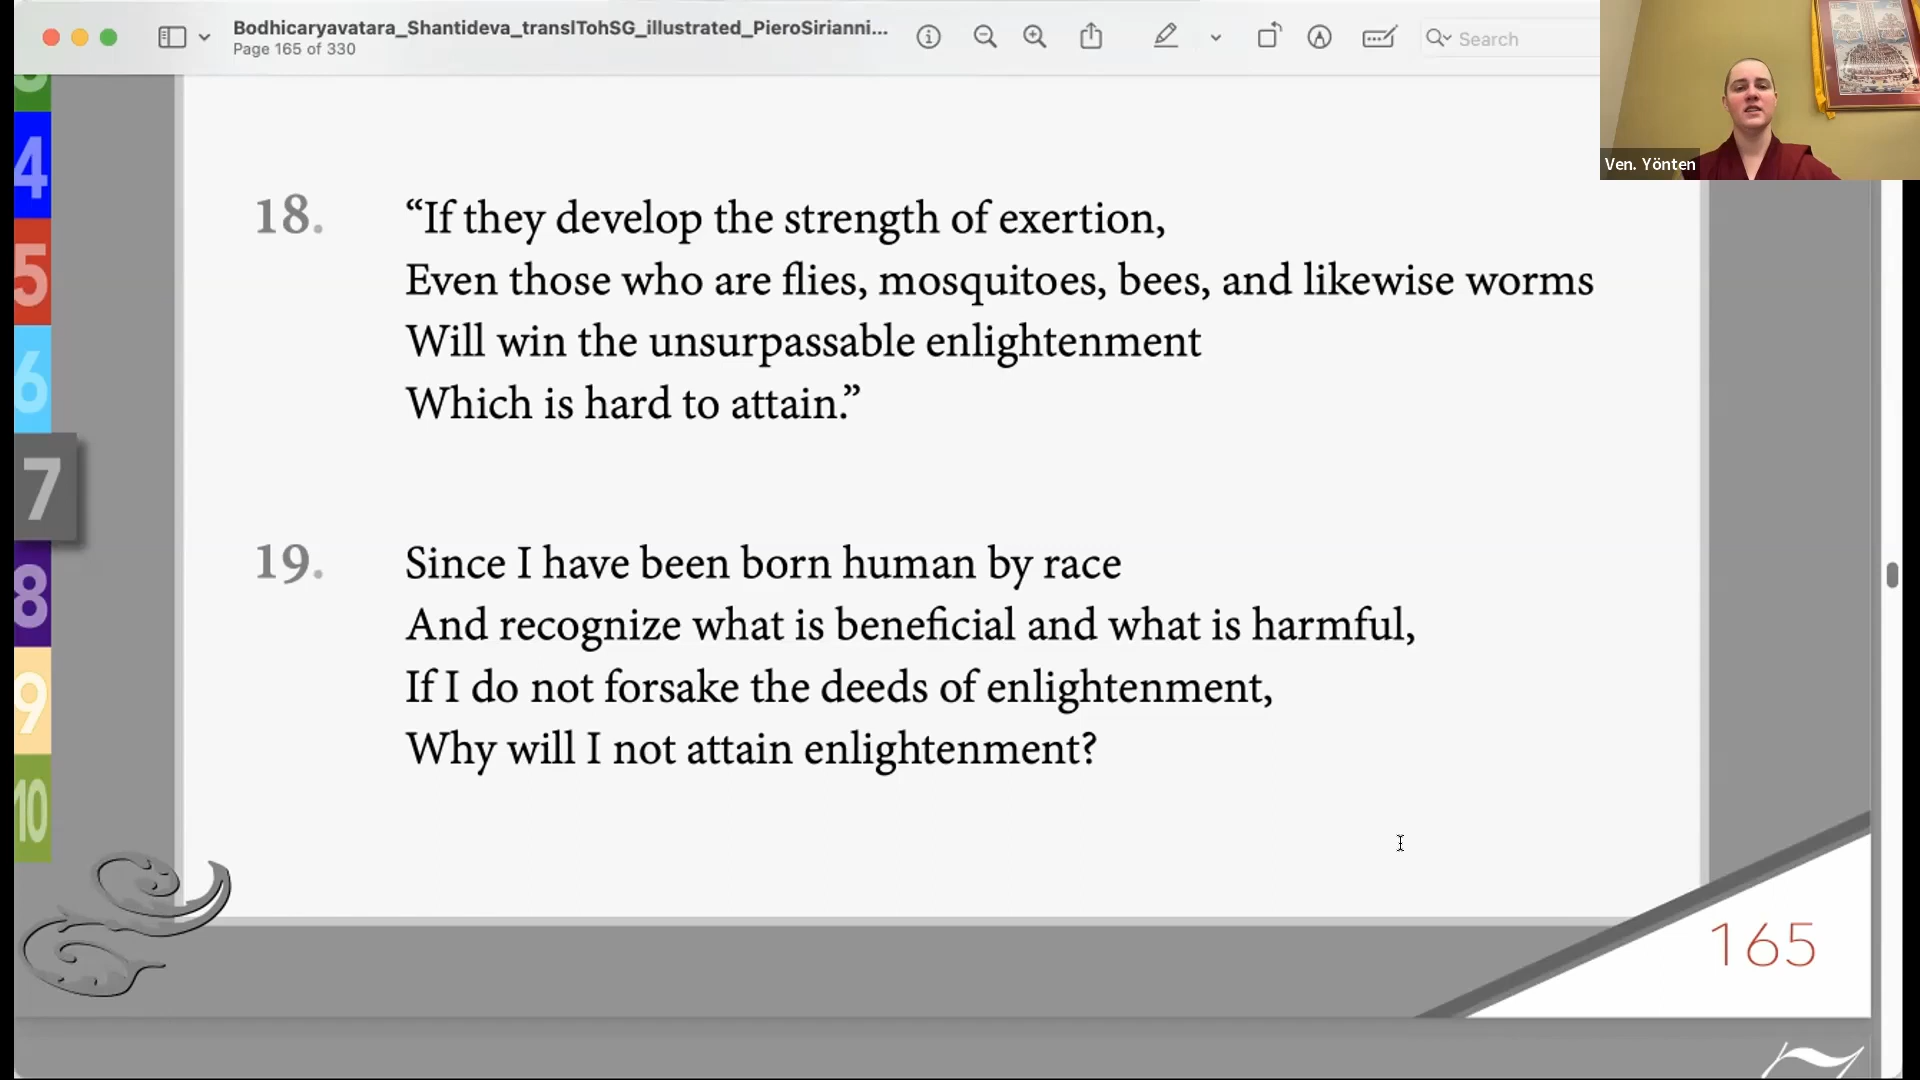 Bodhicaryavatara_Shantideva_translTohSG_illustrated_PieroSirianni...
Page 165 of 330
Search
Ven. Yönten
4
5
6
7
8
9
10
18. “If they develop the strength of exertion,
Even those who are flies, mosquitoes, bees, and likewise worms
Will win the unsurpassable enlightenment
Which is hard to attain.”
19. Since I have been born human by race
And recognize what is beneficial and what is harmful,
If I do not forsake the deeds of enlightenment,
Why will I not attain enlightenment?
165